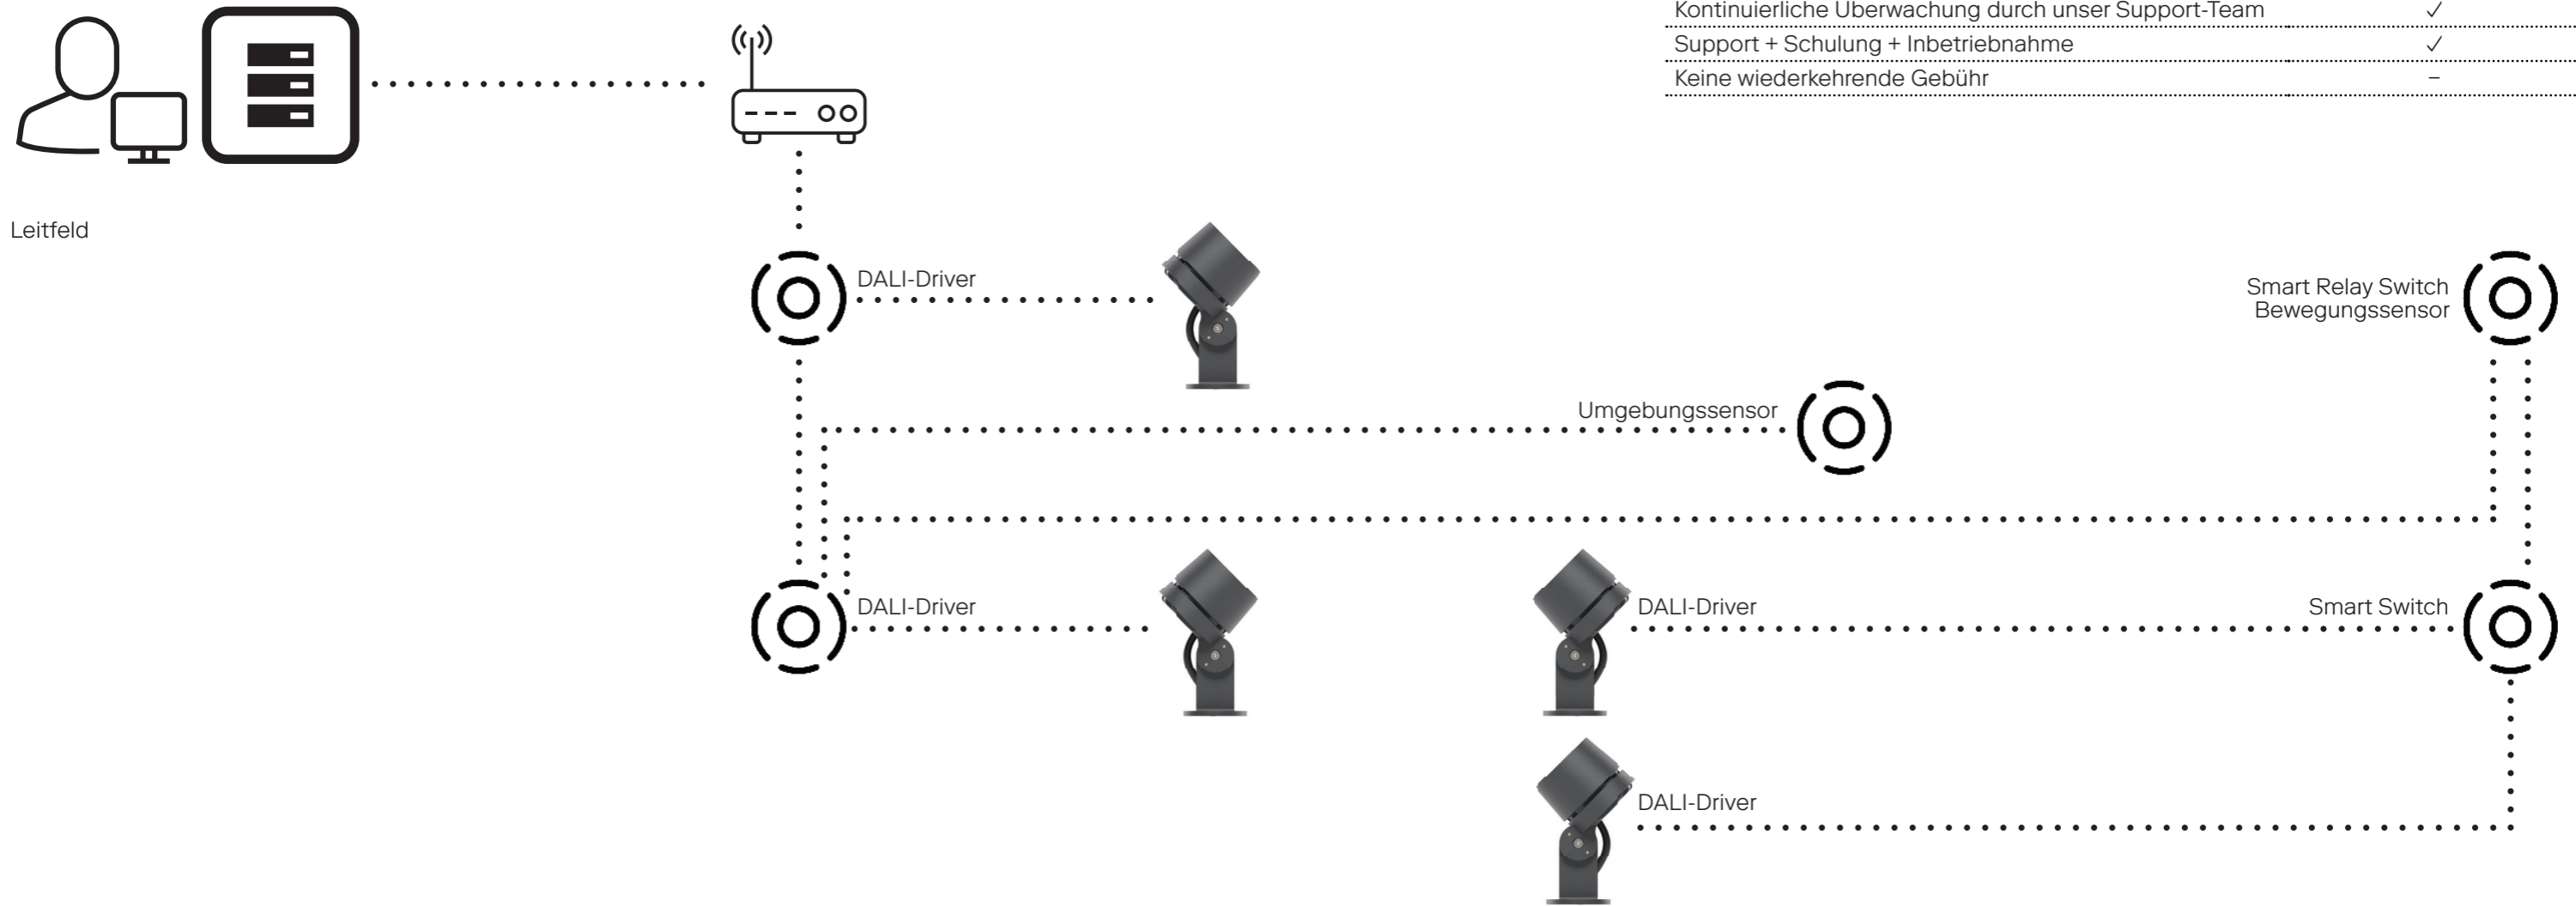 Kontinuierliche Überwachung durch unser Support-Team ✓
Support + Schulung + Inbetriebnahme ✓
Keine wiederkehrende Gebühr –
Leitfeld
DALI-Driver
Smart Relay Switch
Bewegungssensor
Umgebungssensor
DALI-Driver
DALI-Driver
Smart Switch
DALI-Driver